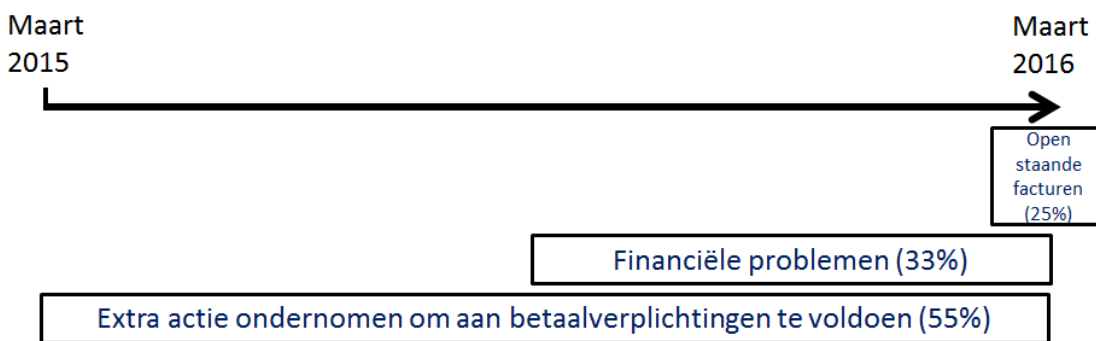 Maart
2015
Maart
2016
Open
staande
facturen
(25%)
Financiële problemen (33%)
Extra actie ondernomen om aan betaalverplichtingen te voldoen (55%)